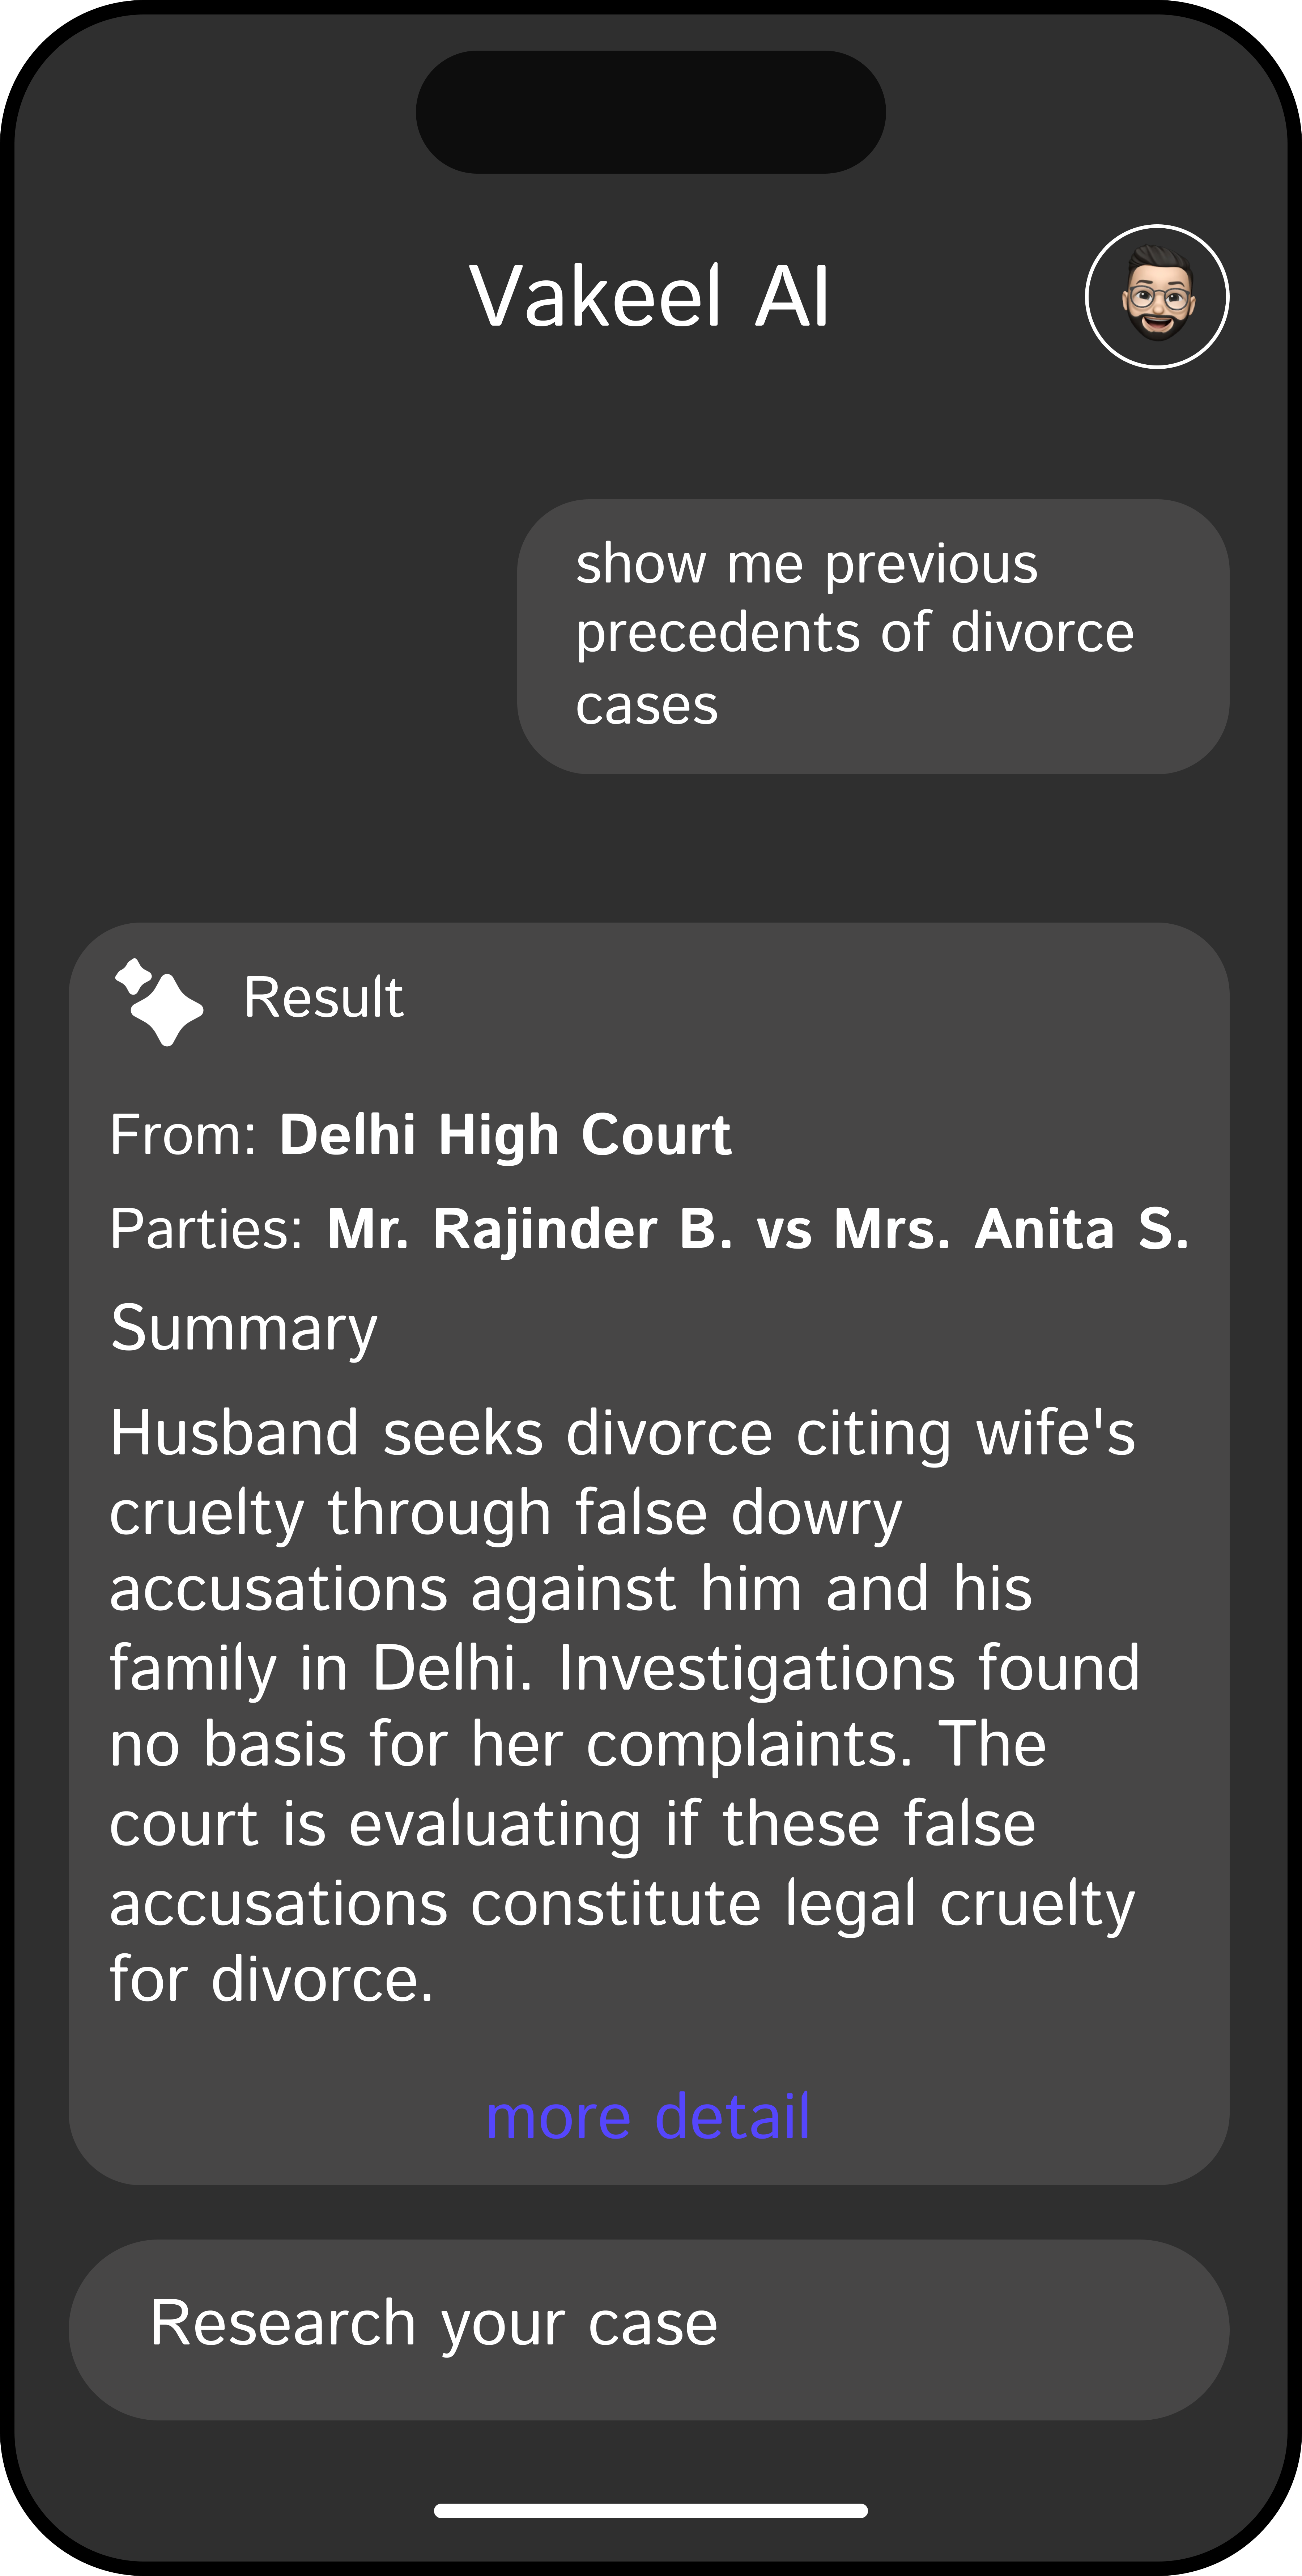 Vakeel AI
show me previous
precedents of divorce
cases
Result
From: Delhi High Court
Parties: Mr. Rajinder B. vs Mrs. Anita S.
Summary
Husband seeks divorce citing wife's
cruelty through false dowry
accusations against him and his
family in Delhi. Investigations found
no basis for her complaints. The
court is evaluating if these false
accusations constitute legal cruelty
for divorce.
more detail
Research your case